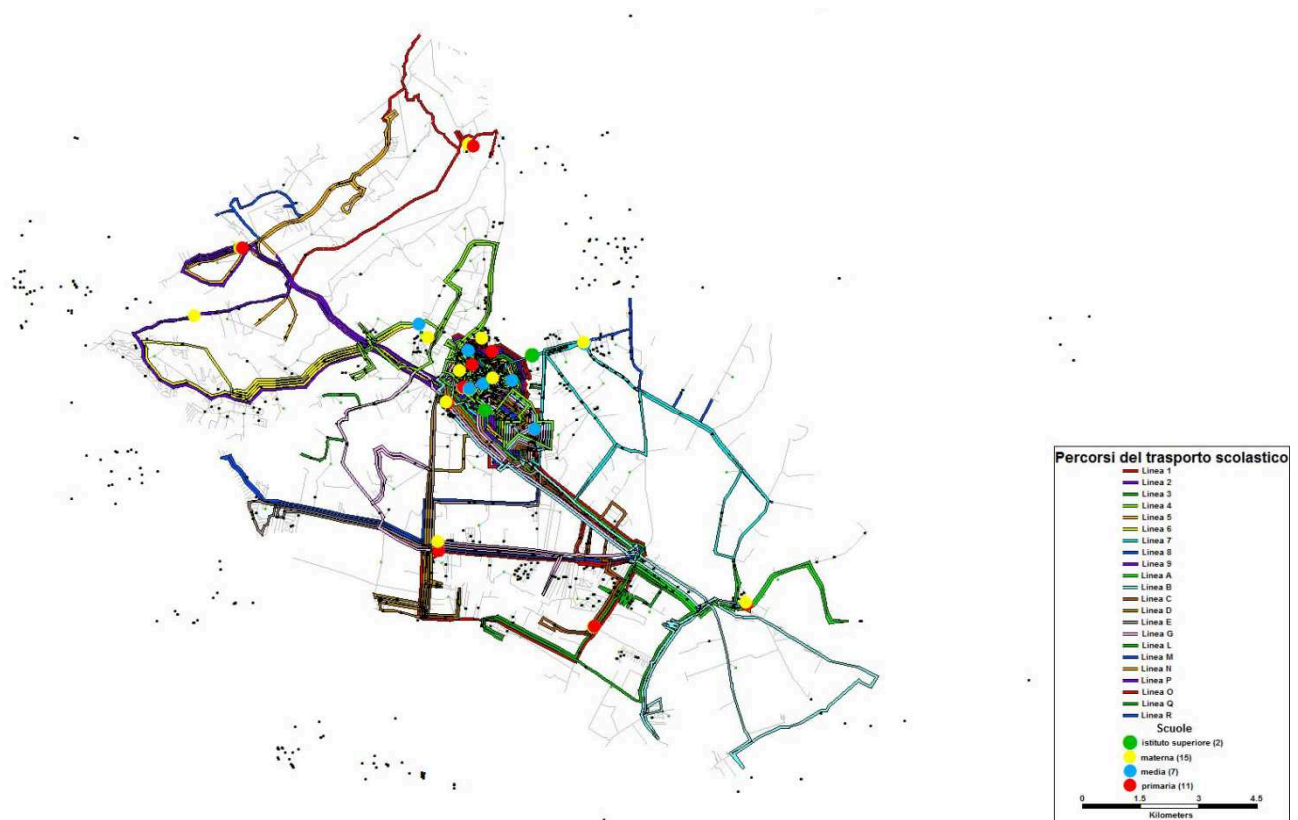 Percorsi del trasporto scolastico
Linea 1
Linea 2
Linea 3
Linea 4
Linea 5
Linea 6
Linea 7
Linea 8
Linea 9
Linea A
Linea B
Linea C
Linea D
Linea E
Linea G
Linea L
Linea M
Linea N
Linea P
Linea O
Linea Q
Linea R
Scuole
istituto superiore (2)
materna (15)
media (7)
primaria (11)
0 1.5 3 4.5
Kilometers